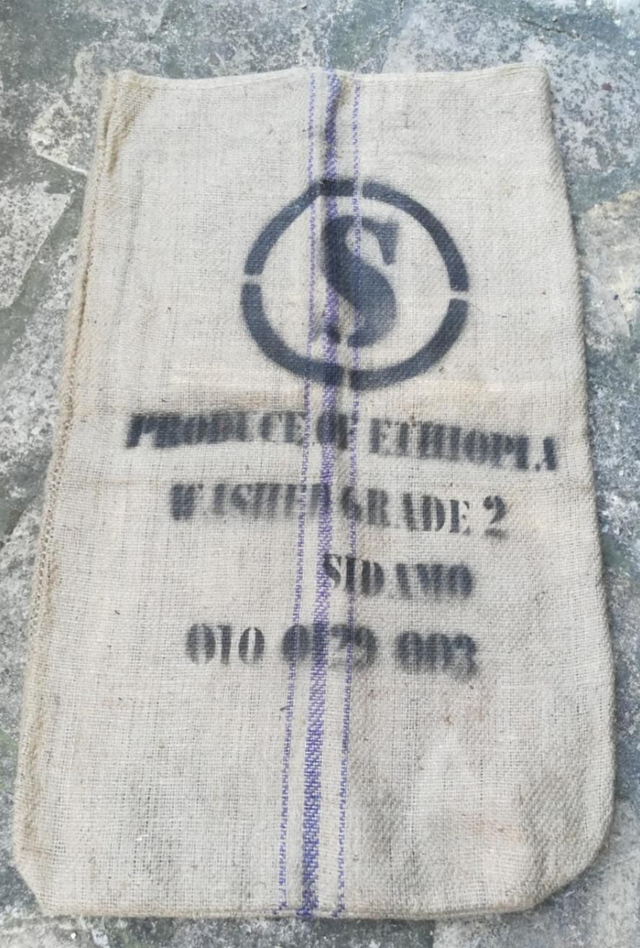 S
PRODUCE OF ETHIOPIA
WASHED GRADE 2
SIDAMO
010 0129 003